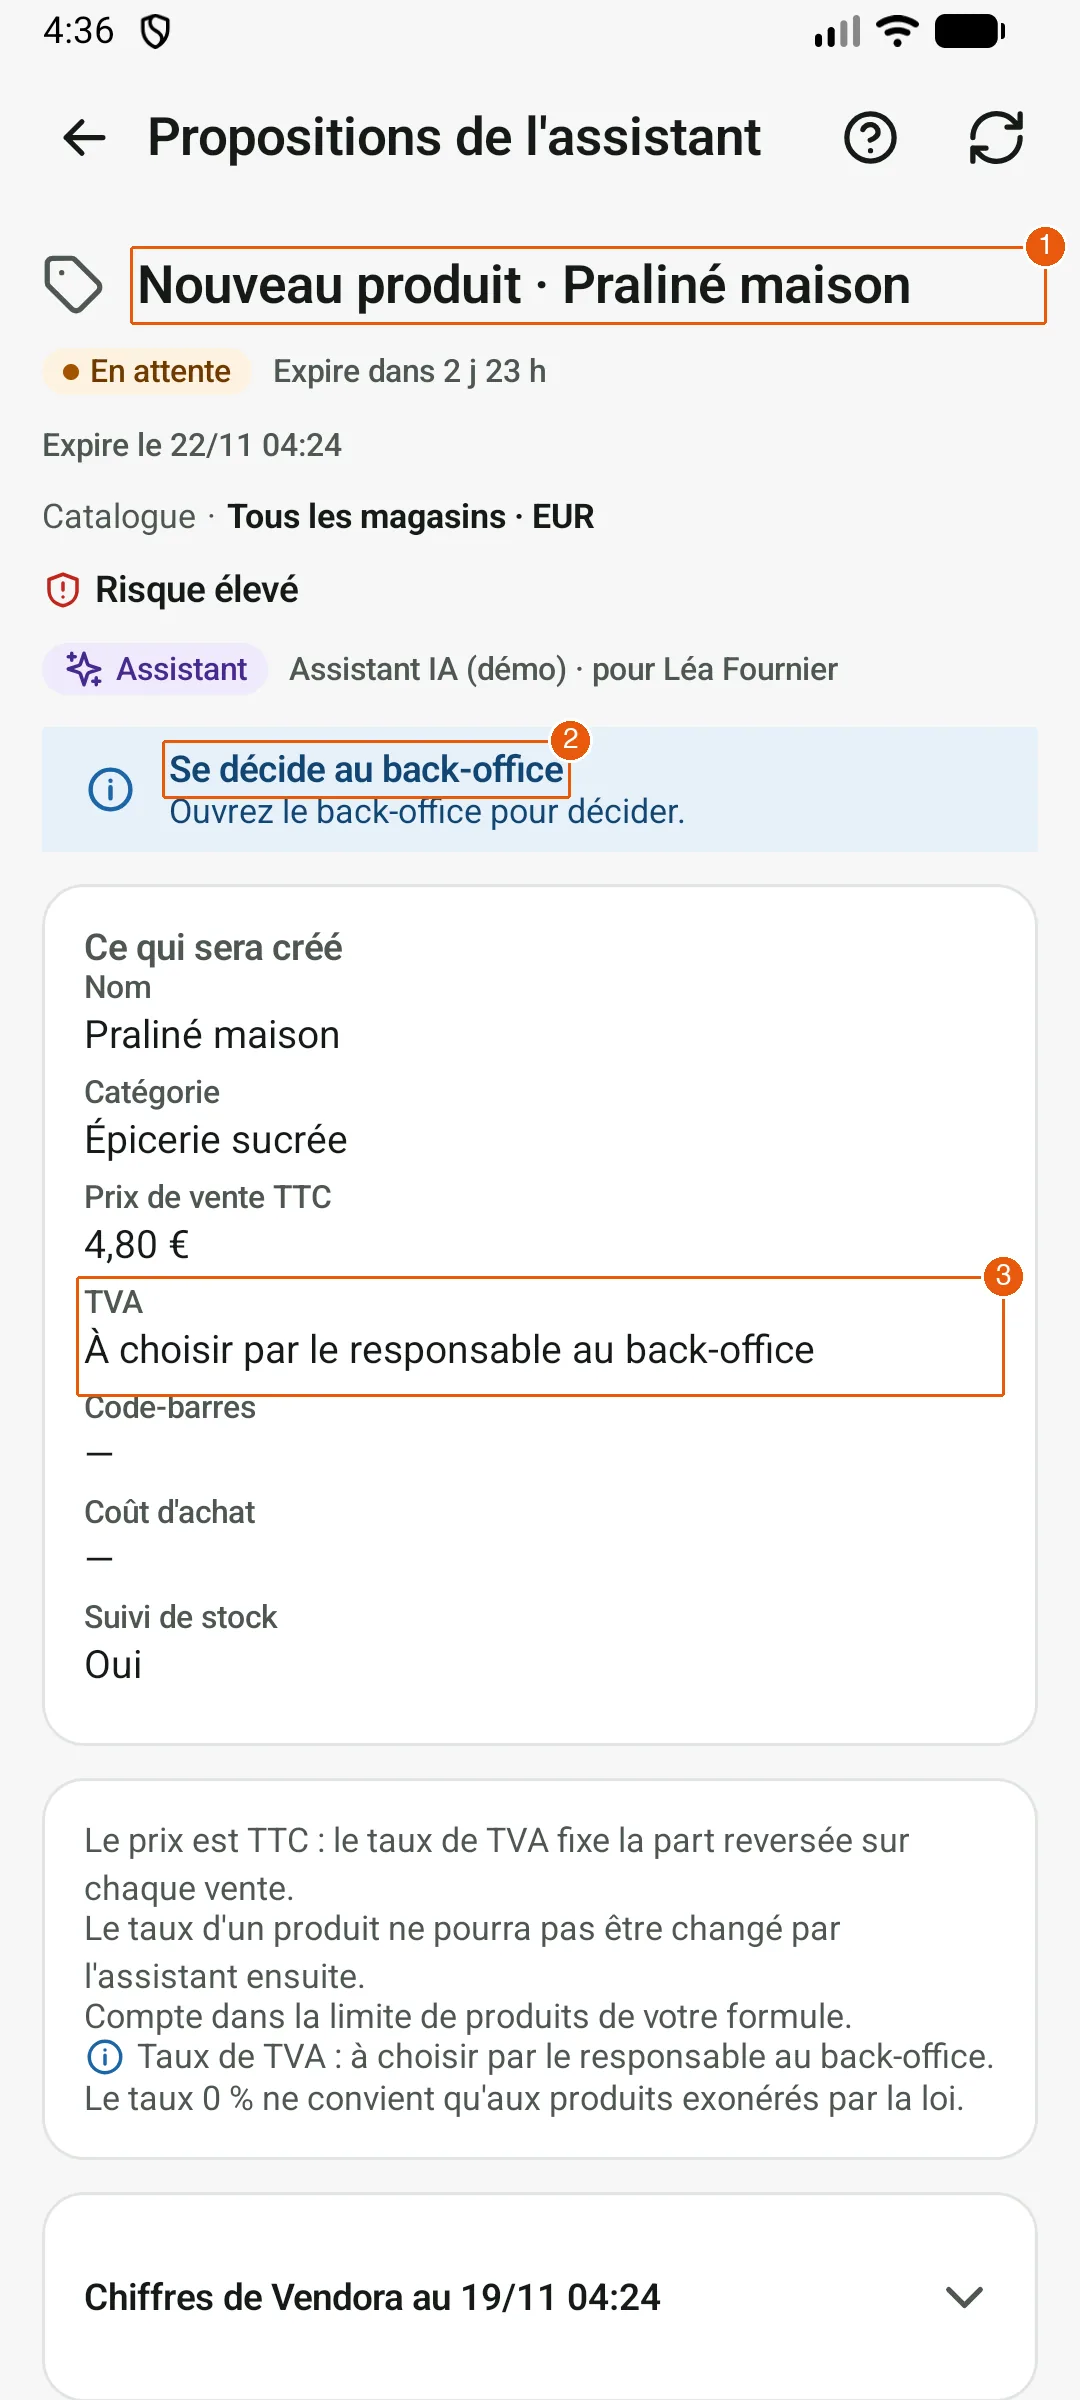 4:36
Propositions de l'assistant
1
Nouveau produit · Praliné maison
En attente
Expire dans 2 j 23 h
Expire le 22/11 04:24
Catalogue · Tous les magasins · EUR
Risque élevé
Assistant
Assistant IA (démo) · pour Léa Fournier
2
Se décide au back-office
Ouvrez le back-office pour décider.
Ce qui sera créé
Nom
Praliné maison
Catégorie
Épicerie sucrée
Prix de vente TTC
4,80 €
3
TVA
À choisir par le responsable au back-office
Code-barres
—
Coût d'achat
—
Suivi de stock
Oui
Le prix est TTC : le taux de TVA fixe la part reversée sur
chaque vente.
Le taux d'un produit ne pourra pas être changé par
l'assistant ensuite.
Compte dans la limite de produits de votre formule.
Taux de TVA : à choisir par le responsable au back-office.
Le taux 0 % ne convient qu'aux produits exonérés par la loi.
Chiffres de Vendora au 19/11 04:24